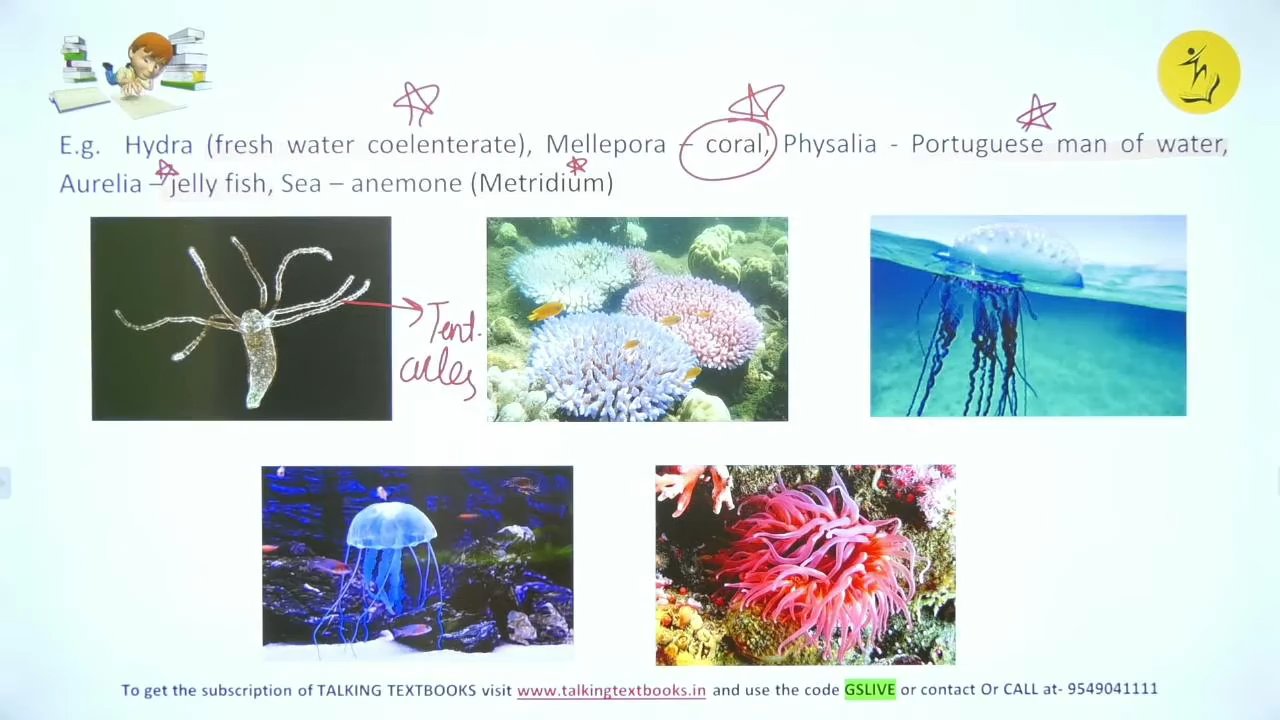 E.g. Hydra (fresh water coelenterate), Mellepora – coral, Physalia - Portuguese man of water,
Aurelia – jelly fish, Sea – anemone (Metridium)
Tent-
acles
To get the subscription of TALKING TEXTBOOKS visit www.talkingtextbooks.in and use the code GSLIVE or contact Or CALL at- 9549041111